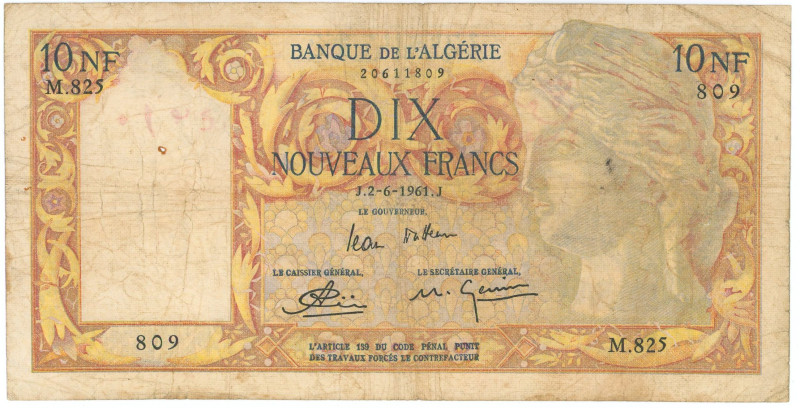 10 NF
BANQUE DE L'ALGÉRIE
10 NF
M.825
20611809
809
DIX
NOUVEAUX FRANCS
J.2-6-1961.J
LE GOUVERNEUR,
LE CAISSIER GÉNÉRAL,
LE SECRÉTAIRE GÉNÉRAL,
809
M.825
L'ARTICLE 139 DU CODE PÉNAL PUNIT
DES TRAVAUX FORCÉS LE CONTREFACTEUR